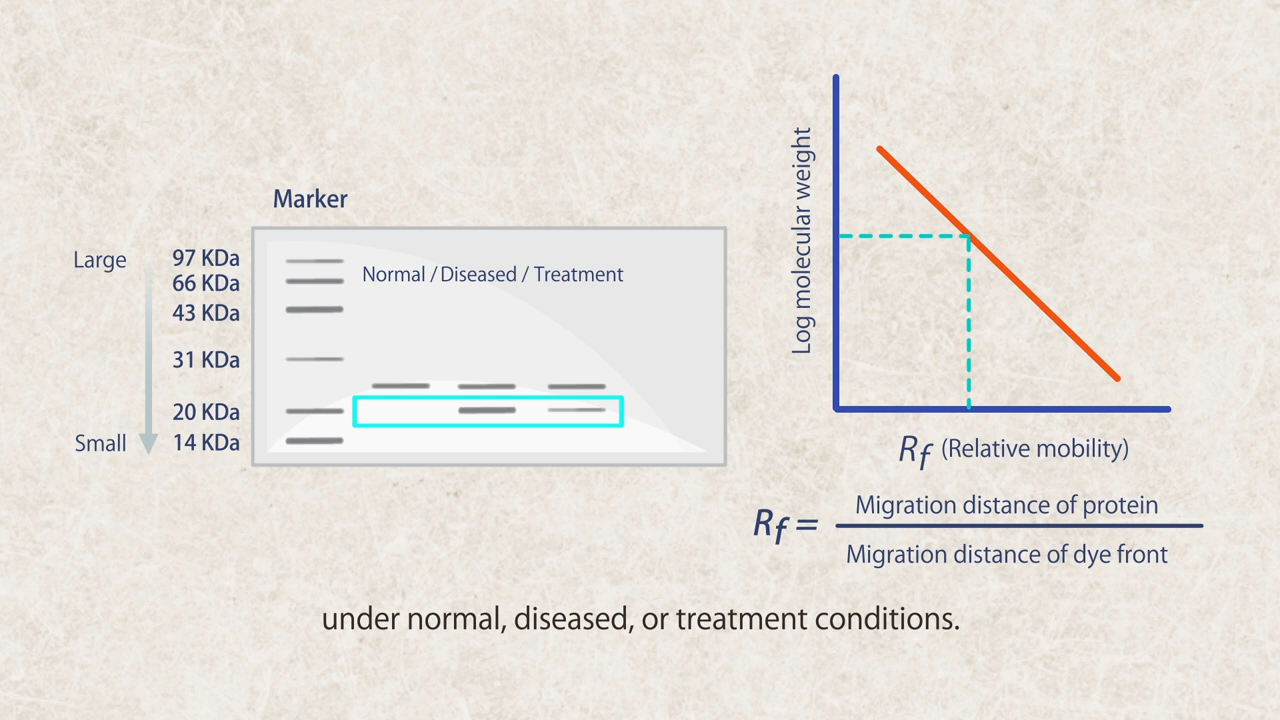 Marker
Large
97 KDa
66 KDa
43 KDa
31 KDa
20 KDa
Small
14 KDa
Normal / Diseased / Treatment
Log molecular weight
Rf (Relative mobility)
Rf = Migration distance of protein
Migration distance of dye front
under normal, diseased, or treatment conditions.